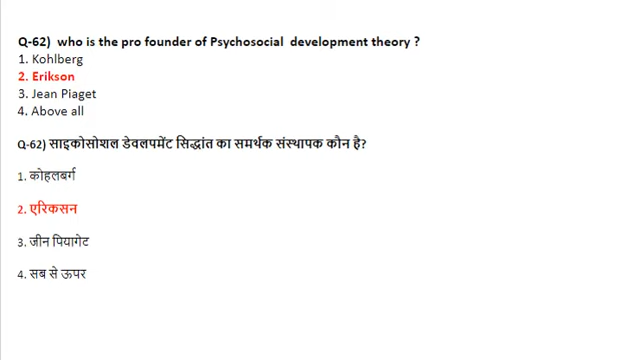 Q-62) who is the pro founder of Psychosocial development theory ?
1. Kohlberg
2. Erikson
3. Jean Piaget
4. Above all
Q-62) साइकोसोशल डेवलपमेंट सिद्धांत का समर्थक संस्थापक कौन है?
1. कोहलबर्ग
2. एरिकसन
3. जीन पियागेट
4. सब से ऊपर